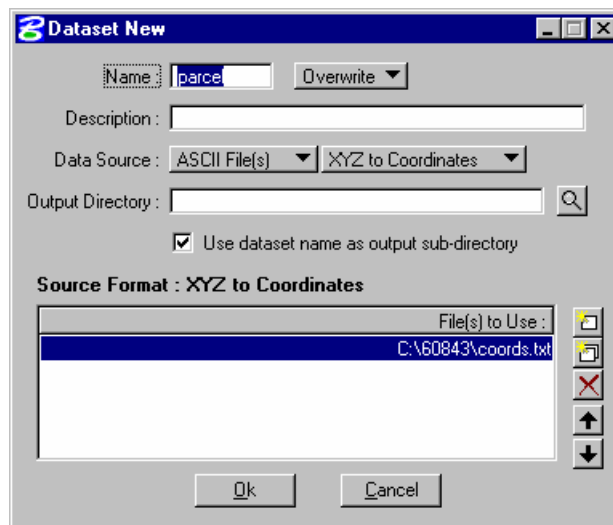 Dataset New
Name : parcel Overwrite
Description :
Data Source : ASCII File(s) XYZ to Coordinates
Output Directory :
Use dataset name as output sub-directory
Source Format : XYZ to Coordinates
File(s) to Use :
C:\60843\coords.txt
Ok Cancel